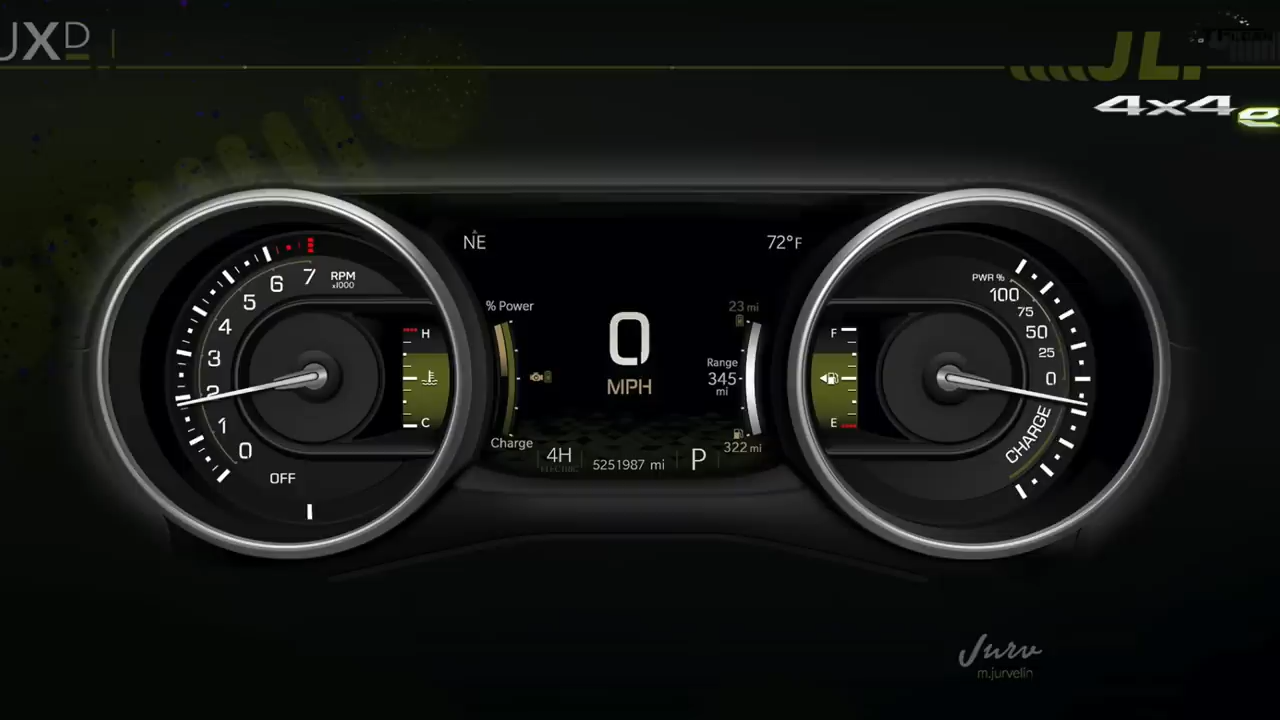 UXD
JL.
4x4e
NE
72°F
7
RPM
x1000
6
5
4
3
2
1
0
OFF
H
C
% Power
Charge
0
MPH
23 mi
Range
345
mi
322 mi
4H
ELECTRIC
5251987 mi
P
F
E
PWR %
100
75
50
25
0
CHARGE
Jurv
m.jurvelin